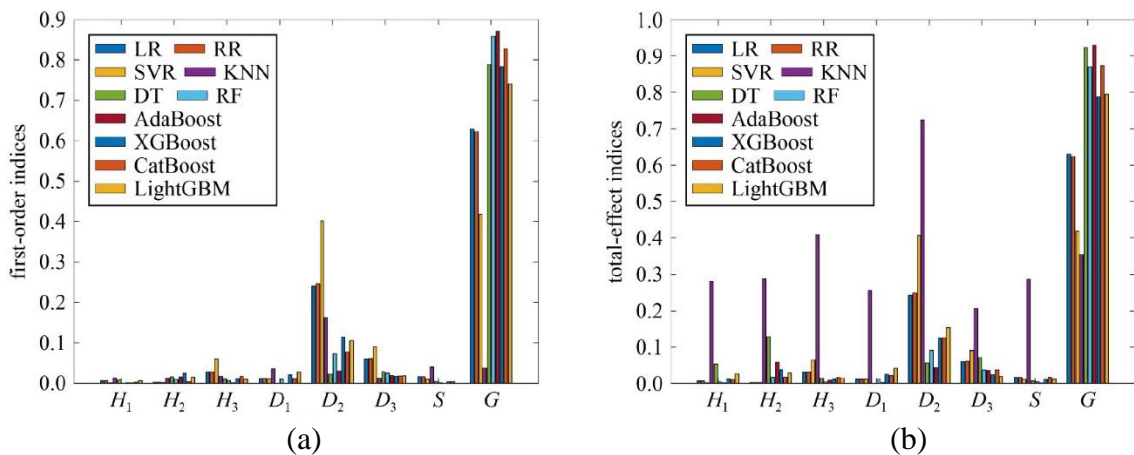 0.9
0.8
0.7
0.6
0.5
0.4
0.3
0.2
0.1
0
first-order indices
LR RR
SVR KNN
DT RF
AdaBoost
XGBoost
CatBoost
LightGBM
H1 H2 H3 D1 D2 D3 S G
(a)
1.0
0.9
0.8
0.7
0.6
0.5
0.4
0.3
0.2
0.1
0.0
total-effect indices
LR RR
SVR KNN
DT RF
AdaBoost
XGBoost
CatBoost
LightGBM
H1 H2 H3 D1 D2 D3 S G
(b)